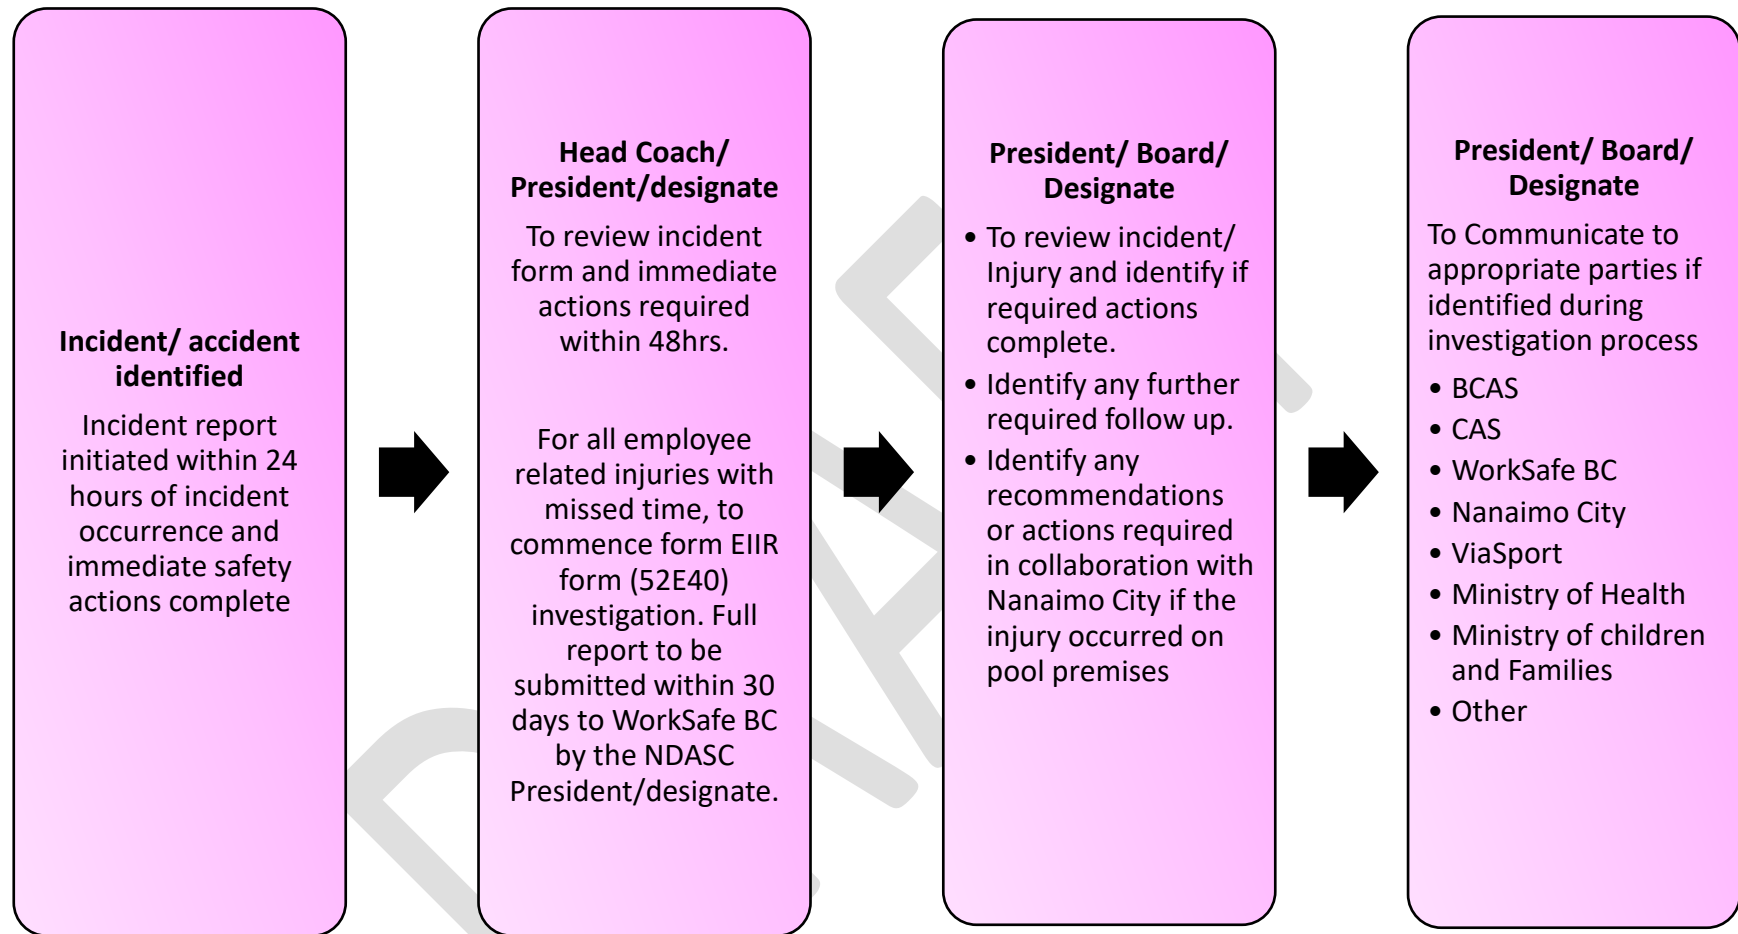 Incident/ accident
identified
Incident report
initiated within 24
hours of incident
occurrence and
immediate safety
actions complete
Head Coach/
President/designate
To review incident
form and immediate
actions required
within 48hrs.
For all employee
related injuries with
missed time, to
commence form EIIR
form (52E40)
investigation. Full
report to be
submitted within 30
days to WorkSafe BC
by the NDASC
President/designate.
President/ Board/
Designate
• To review incident/
Injury and identify if
required actions
complete.
• Identify any further
required follow up.
• Identify any
recommendations
or actions required
in collaboration with
Nanaimo City if the
injury occurred on
pool premises
President/ Board/
Designate
To Communicate to
appropriate parties if
identified during
investigation process
• BCAS
• CAS
• WorkSafe BC
• Nanaimo City
• ViaSport
• Ministry of Health
• Ministry of children
and Families
• Other